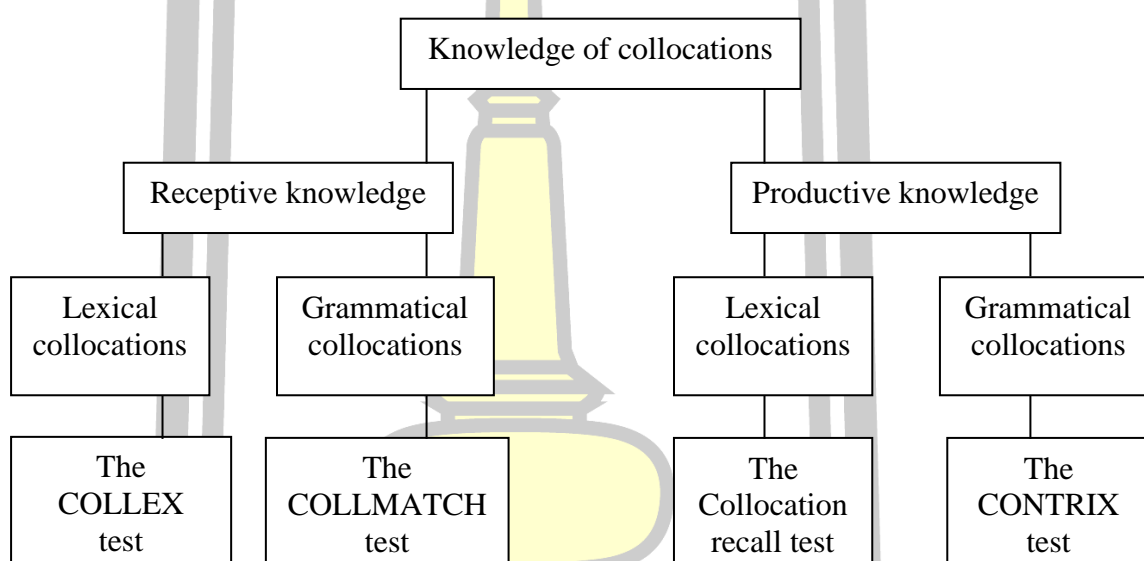 Knowledge of collocations
Receptive knowledge
Productive knowledge
Lexical
collocations
Grammatical
collocations
Lexical
collocations
Grammatical
collocations
The
COLLEX
test
The
COLLMATCH
test
The
Collocation
recall test
The
CONTRIX
test